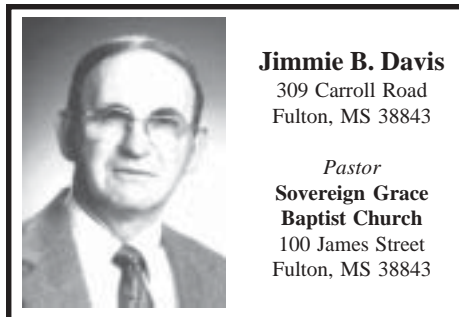 Jimmie B. Davis
309 Carroll Road
Fulton, MS 38843
Pastor
Sovereign Grace
Baptist Church
100 James Street
Fulton, MS 38843